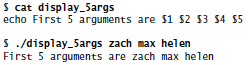 $ cat display_5args
echo First 5 arguments are $1 $2 $3 $4 $5
$ ./display_5args zach max helen
First 5 arguments are zach max helen